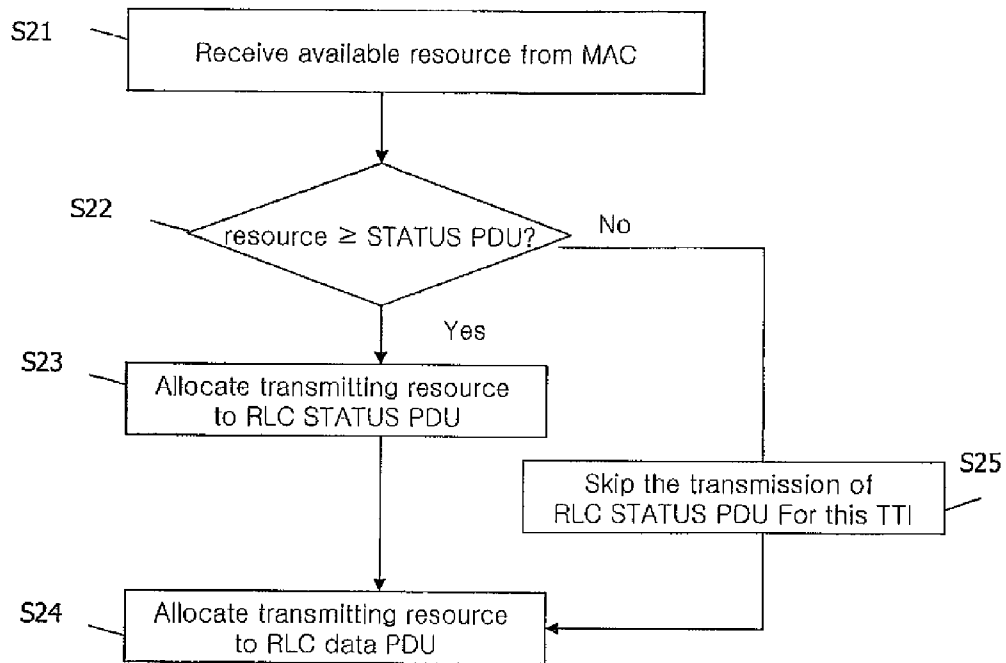 S21
Receive available resource from MAC
S22
resource ≥ STATUS PDU?
No
Yes
S23
Allocate transmitting resource
to RLC STATUS PDU
S25
Skip the transmission of
RLC STATUS PDU For this TTI
S24
Allocate transmitting resource
to RLC data PDU